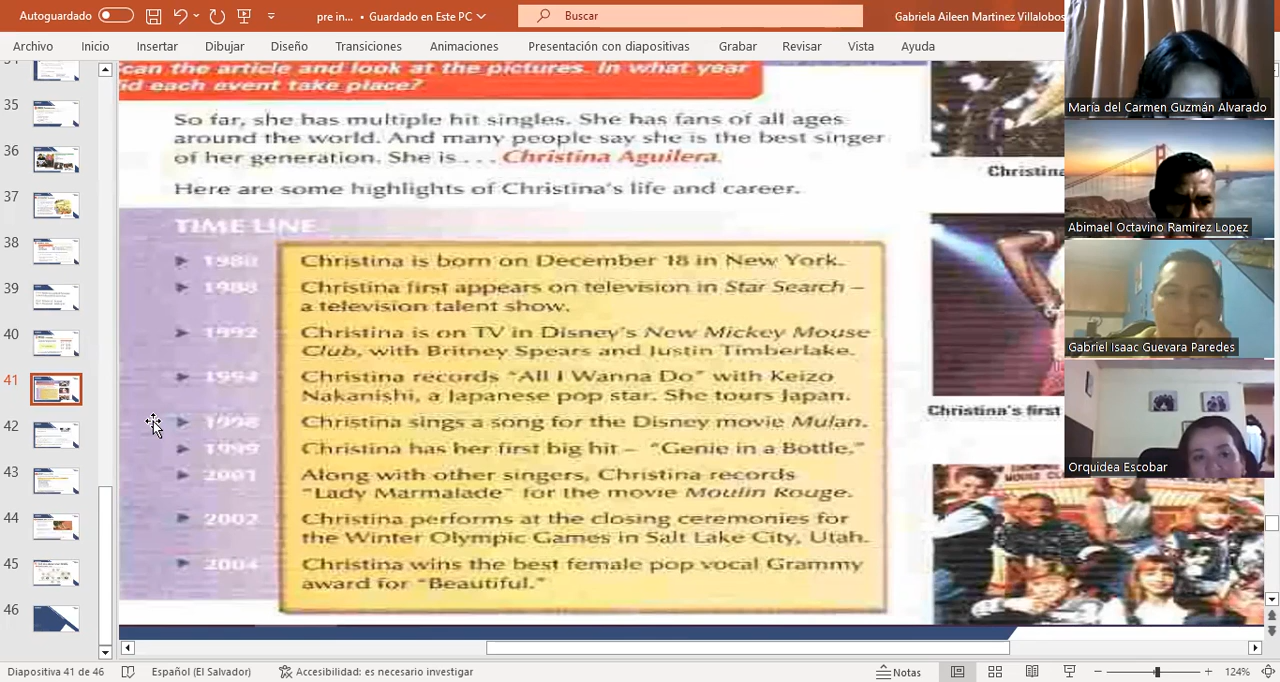 Autoguardado
pre in... • Guardado en Este PC
Buscar
Gabriela Aileen Martinez Villalobos
Archivo Inicio Insertar Dibujar Diseño Transiciones Animaciones Presentación con diapositivas Grabar Revisar Vista Ayuda
35
36
37
38
39
40
41
42
43
44
45
46
can the article and look at the pictures. In what year
id each event take place?
So far, she has multiple hit singles. She has fans of all ages
around the world. And many people say she is the best singer
of her generation. She is . . . Christina Aguilera.
Here are some highlights of Christina's life and career.
TIME LINE
1980 Christina is born on December 18 in New York.
1988 Christina first appears on television in Star Search –
a television talent show.
1992 Christina is on TV in Disney's New Mickey Mouse
Club, with Britney Spears and Justin Timberlake.
1994 Christina records "All I Wanna Do" with Keizo
Nakanishi, a Japanese pop star. She tours Japan.
1998 Christina sings a song for the Disney movie Mulan.
1999 Christina has her first big hit – "Genie in a Bottle."
2001 Along with other singers, Christina records
"Lady Marmalade" for the movie Moulin Rouge.
2002 Christina performs at the closing ceremonies for
the Winter Olympic Games in Salt Lake City, Utah.
2004 Christina wins the best female pop vocal Grammy
award for "Beautiful."
Christina
Christina's first
María del Carmen Guzmán Alvarado
Abimael Octavino Ramirez Lopez
Gabriel Isaac Guevara Paredes
Orquidea Escobar
Diapositiva 41 de 46
Español (El Salvador)
Accesibilidad: es necesario investigar
Notas
124%